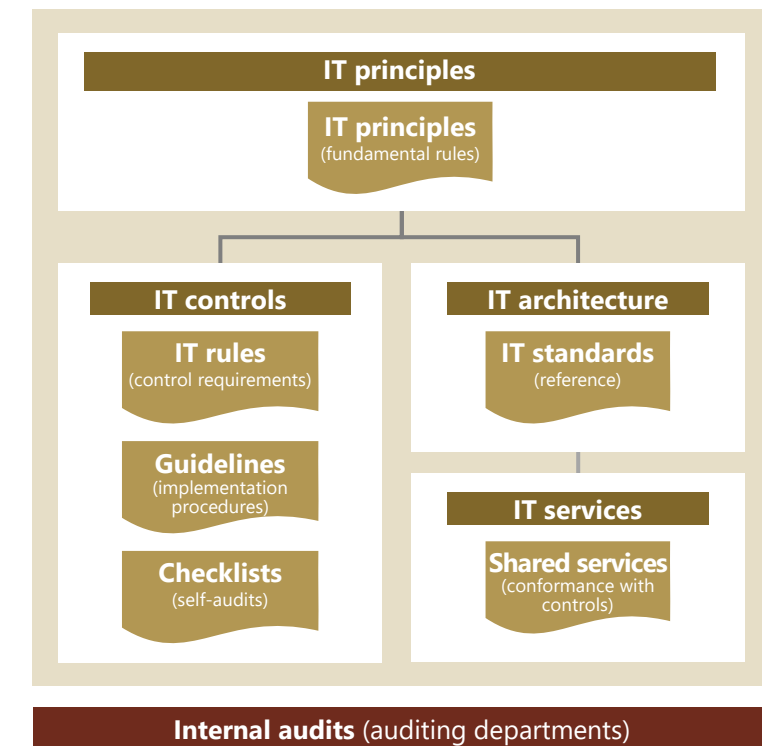 IT principles
IT principles
(fundamental rules)
IT controls
IT rules
(control requirements)
Guidelines
(implementation
procedures)
Checklists
(self-audits)
IT architecture
IT standards
(reference)
IT services
Shared services
(conformance with
controls)
Internal audits (auditing departments)